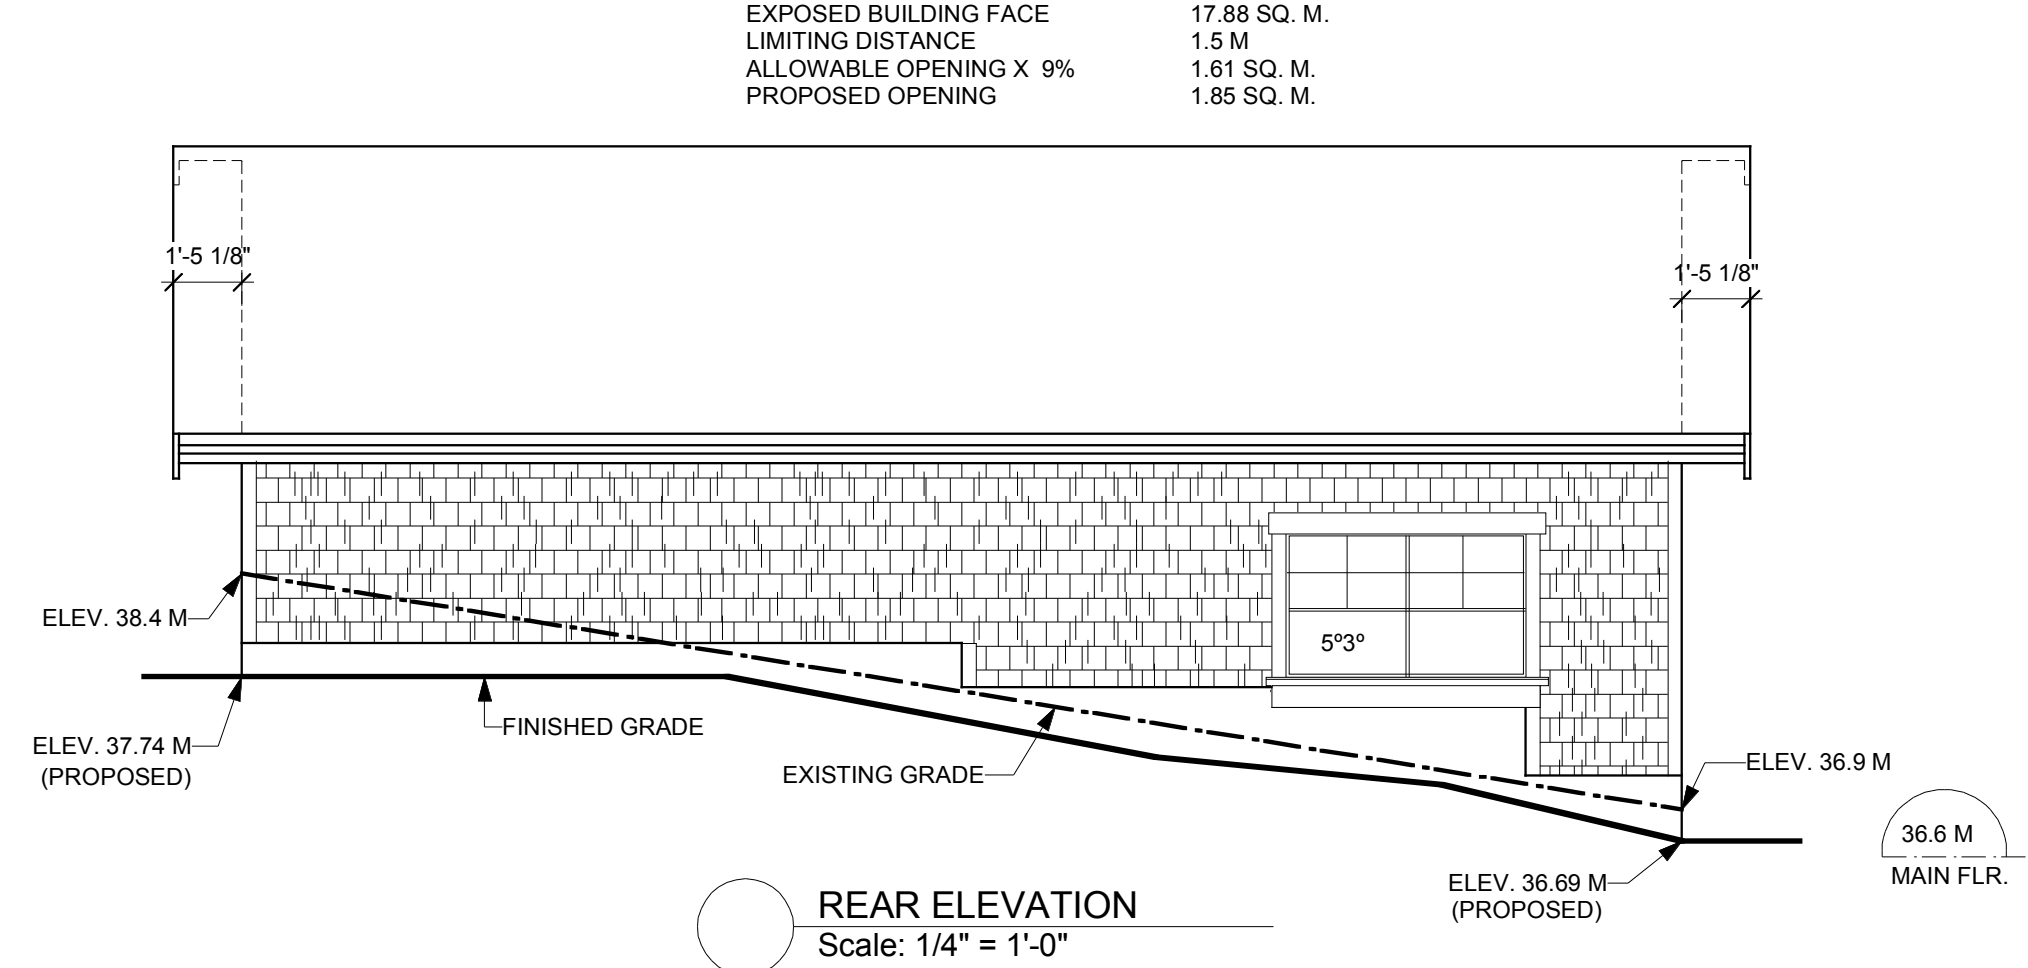 EXPOSED BUILDING FACE 17.88 SQ. M.
LIMITING DISTANCE 1.5 M
ALLOWABLE OPENING X 9% 1.61 SQ. M.
PROPOSED OPENING 1.85 SQ. M.
1'-5 1/8"
1'-5 1/8"
ELEV. 38.4 M
5º3º
FINISHED GRADE
ELEV. 37.74 M
(PROPOSED)
EXISTING GRADE
ELEV. 36.9 M
36.6 M
MAIN FLR.
ELEV. 36.69 M
(PROPOSED)
REAR ELEVATION
Scale: 1/4" = 1'-0"